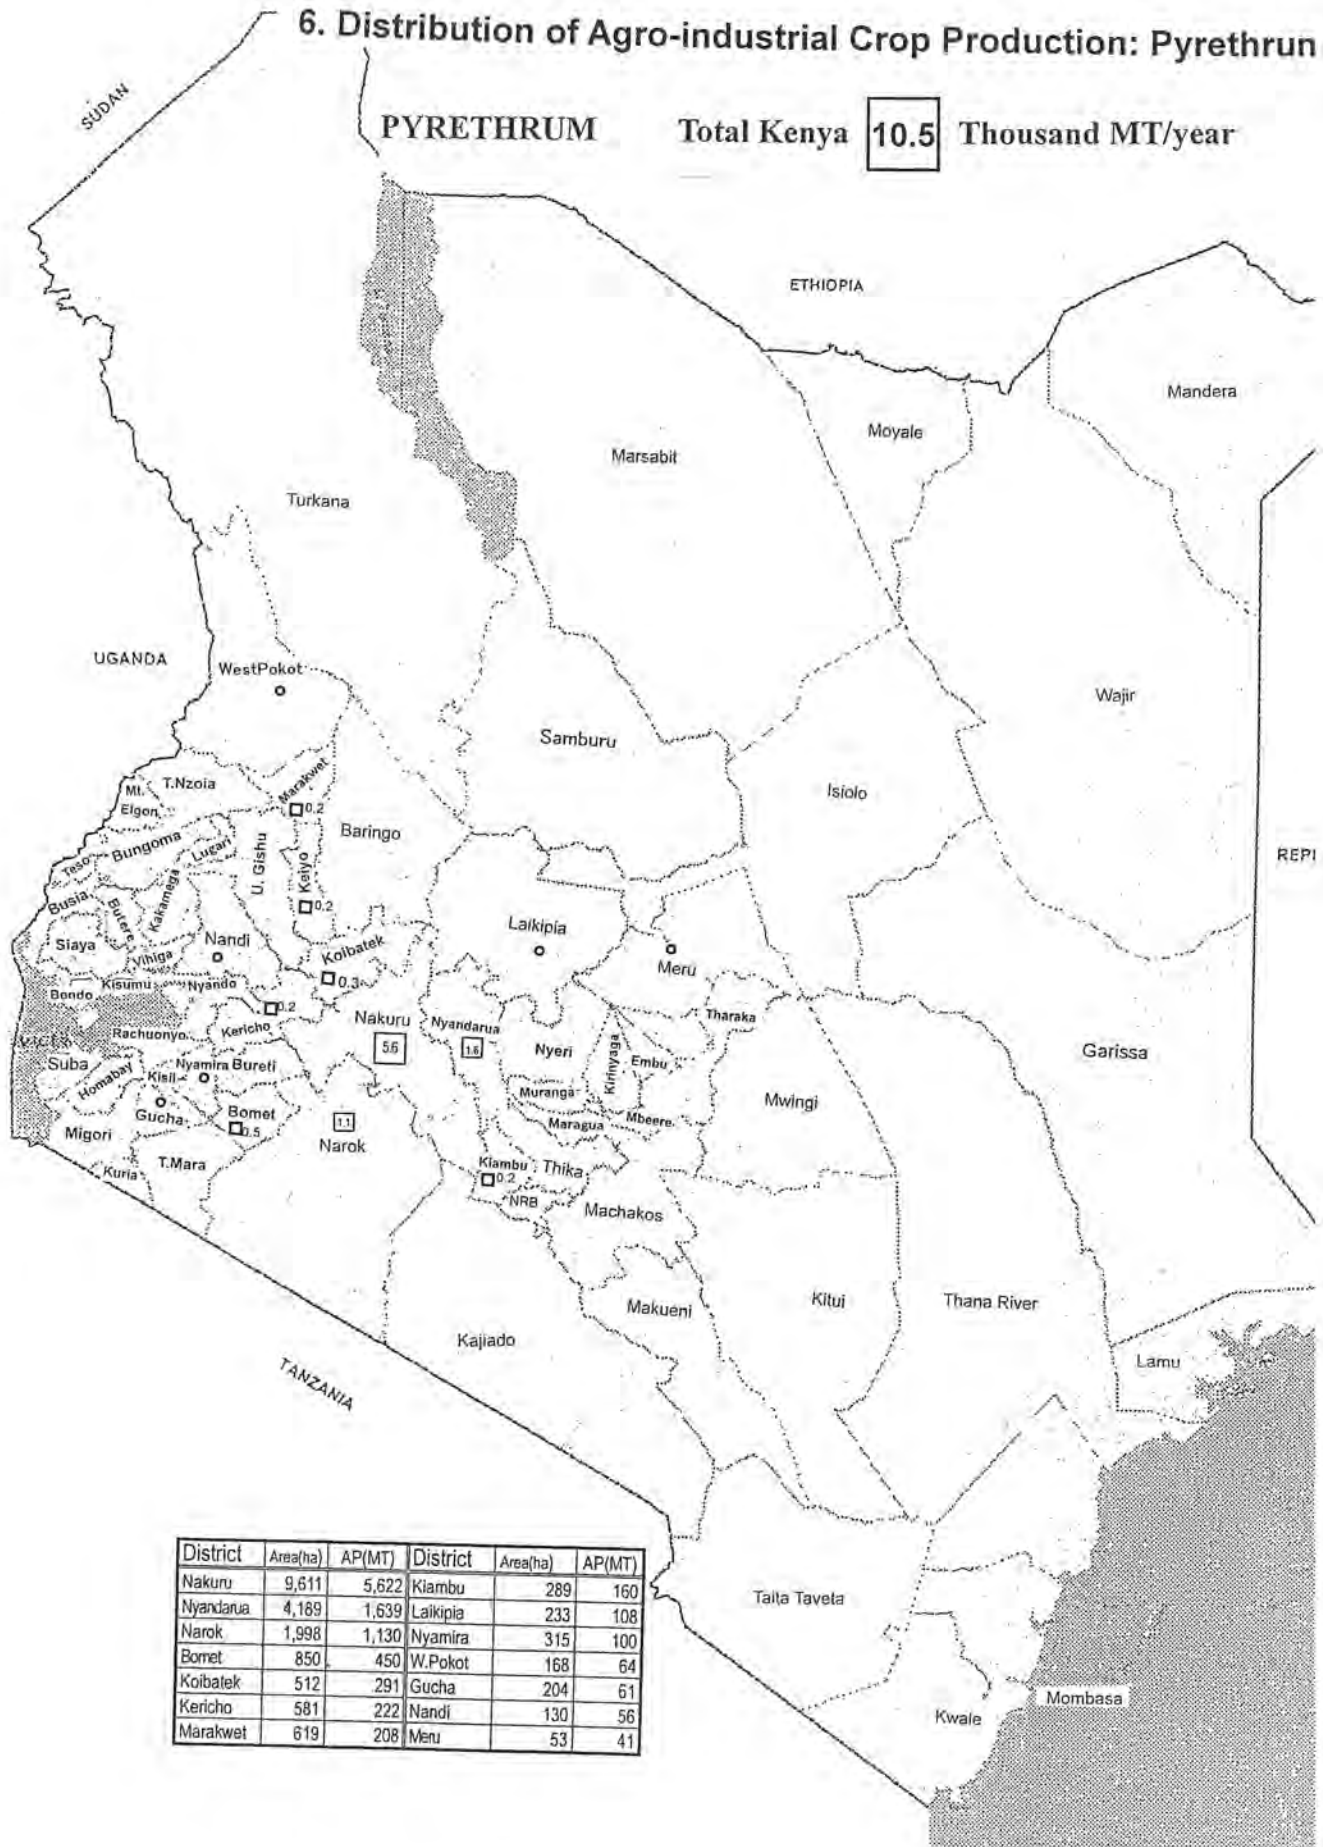 6. Distribution of Agro-industrial Crop Production: Pyrethrun
SUDAN
PYRETHRUM Total Kenya 10.5 Thousand MT/year
ETHIOPIA
Mandera
Moyale
Marsabit
Turkana
UGANDA
WestPokot
Wajir
Samburu
Isiolo
Marakwet
0.2
T.Nzoia
Mt.
Elgon
Baringo
Bungoma
Lugari
U. Gishu
Keiyo
0.2
Teso
REPI
Busia
Butere
Kakamega
Siaya
Vihiga
Nandi
Koibatek
0.3
Laikipia
Meru
Bondo
Kisumu
Nyando
0.2
Kericho
Rachuonyo
Nakuru
5.6
Nyandarua
1.6
Nyeri
Kirinyaga
Embu
Tharaka
Garissa
Suba
Homabay
Nyamira Bureti
Kisii
Gucha
Bomet
0.5
Muranga
Maragua
Mbeere
Mwingi
Migori
1.1
Narok
Kuria
T.Mara
Kiambu
0.2
Thika
NRB
Machakos
Makueni
Kitui
Thana River
Kajiado
Lamu
TANZANIA
Taita Taveta
Mombasa
Kwale
District Area(ha) AP(MT) District Area(ha) AP(MT)
Nakuru 9,611 5,622 Kiambu 289 160
Nyandarua 4,189 1,639 Laikipia 233 108
Narok 1,998 1,130 Nyamira 315 100
Bomet 850 450 W.Pokot 168 64
Koibatek 512 291 Gucha 204 61
Kericho 581 222 Nandi 130 56
Marakwet 619 208 Meru 53 41